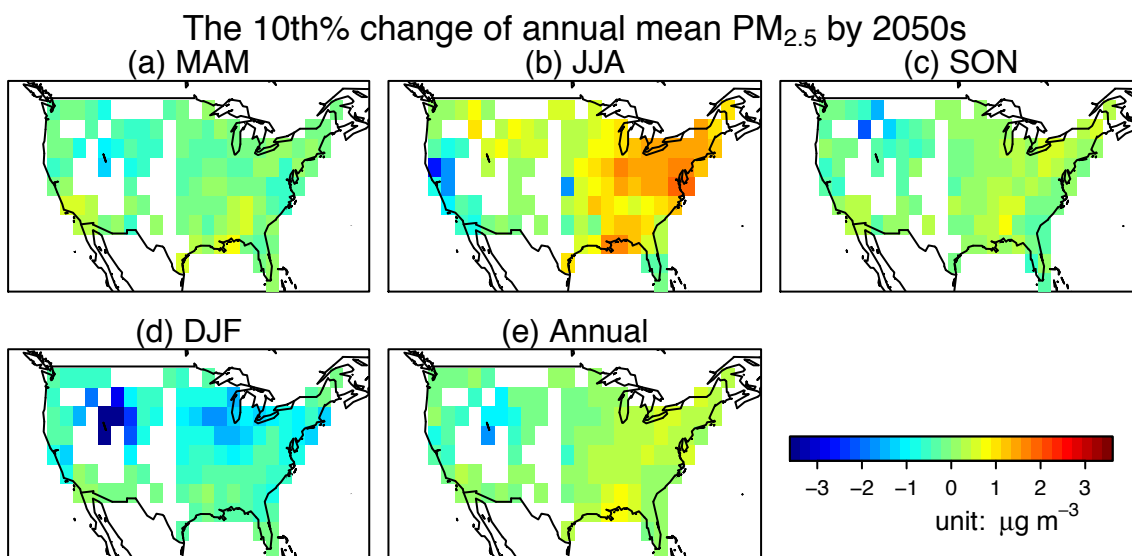 The 10th% change of annual mean PM₂.₅ by 2050s
(a) MAM
(b) JJA
(c) SON
(d) DJF
(e) Annual
−3 −2 −1 0 1 2 3
unit: μg m⁻³